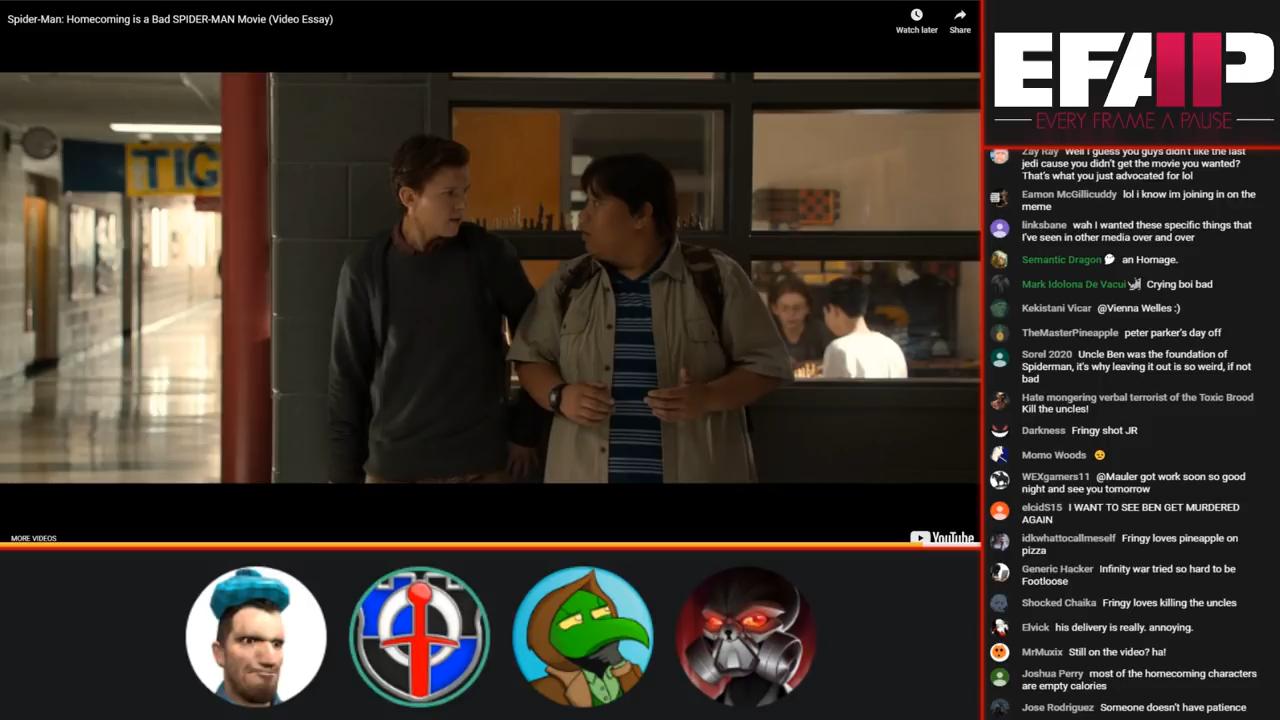 Spider-Man: Homecoming is a Bad SPIDER-MAN Movie (Video Essay)
Watch later
Share
TIG
MORE VIDEOS
YouTube
EFAP
EVERY FRAME A PAUSE
Zay Ray Well I guess you guys didn't like the last
jedi cause you didn't get the movie you wanted?
That's what you just advocated for lol
Eamon McGillicuddy lol i know im joining in on the
meme
linksbane wah I wanted these specific things that
I've seen in other media over and over
Semantic Dragon an Homage.
Mark Idolona De Vacui Crying boi bad
Kekistani Vicar @Vienna Welles :)
TheMasterPineapple peter parker's day off
Sorel 2020 Uncle Ben was the foundation of
Spiderman, it's why leaving it out is so weird, if not
bad
Hate mongering verbal terrorist of the Toxic Brood
Kill the uncles!
Darkness Fringy shot JR
Momo Woods
WEXgamers11 @Mauler got work soon so good
night and see you tomorrow
elcidS15 I WANT TO SEE BEN GET MURDERED
AGAIN
idkwhattocallmeself Fringy loves pineapple on
pizza
Generic Hacker Infinity war tried so hard to be
Footloose
Shocked Chaika Fringy loves killing the uncles
Elvick his delivery is really. annoying.
MrMuxix Still on the video? ha!
Joshua Perry most of the homecoming characters
are empty calories
Jose Rodriguez Someone doesn't have patience